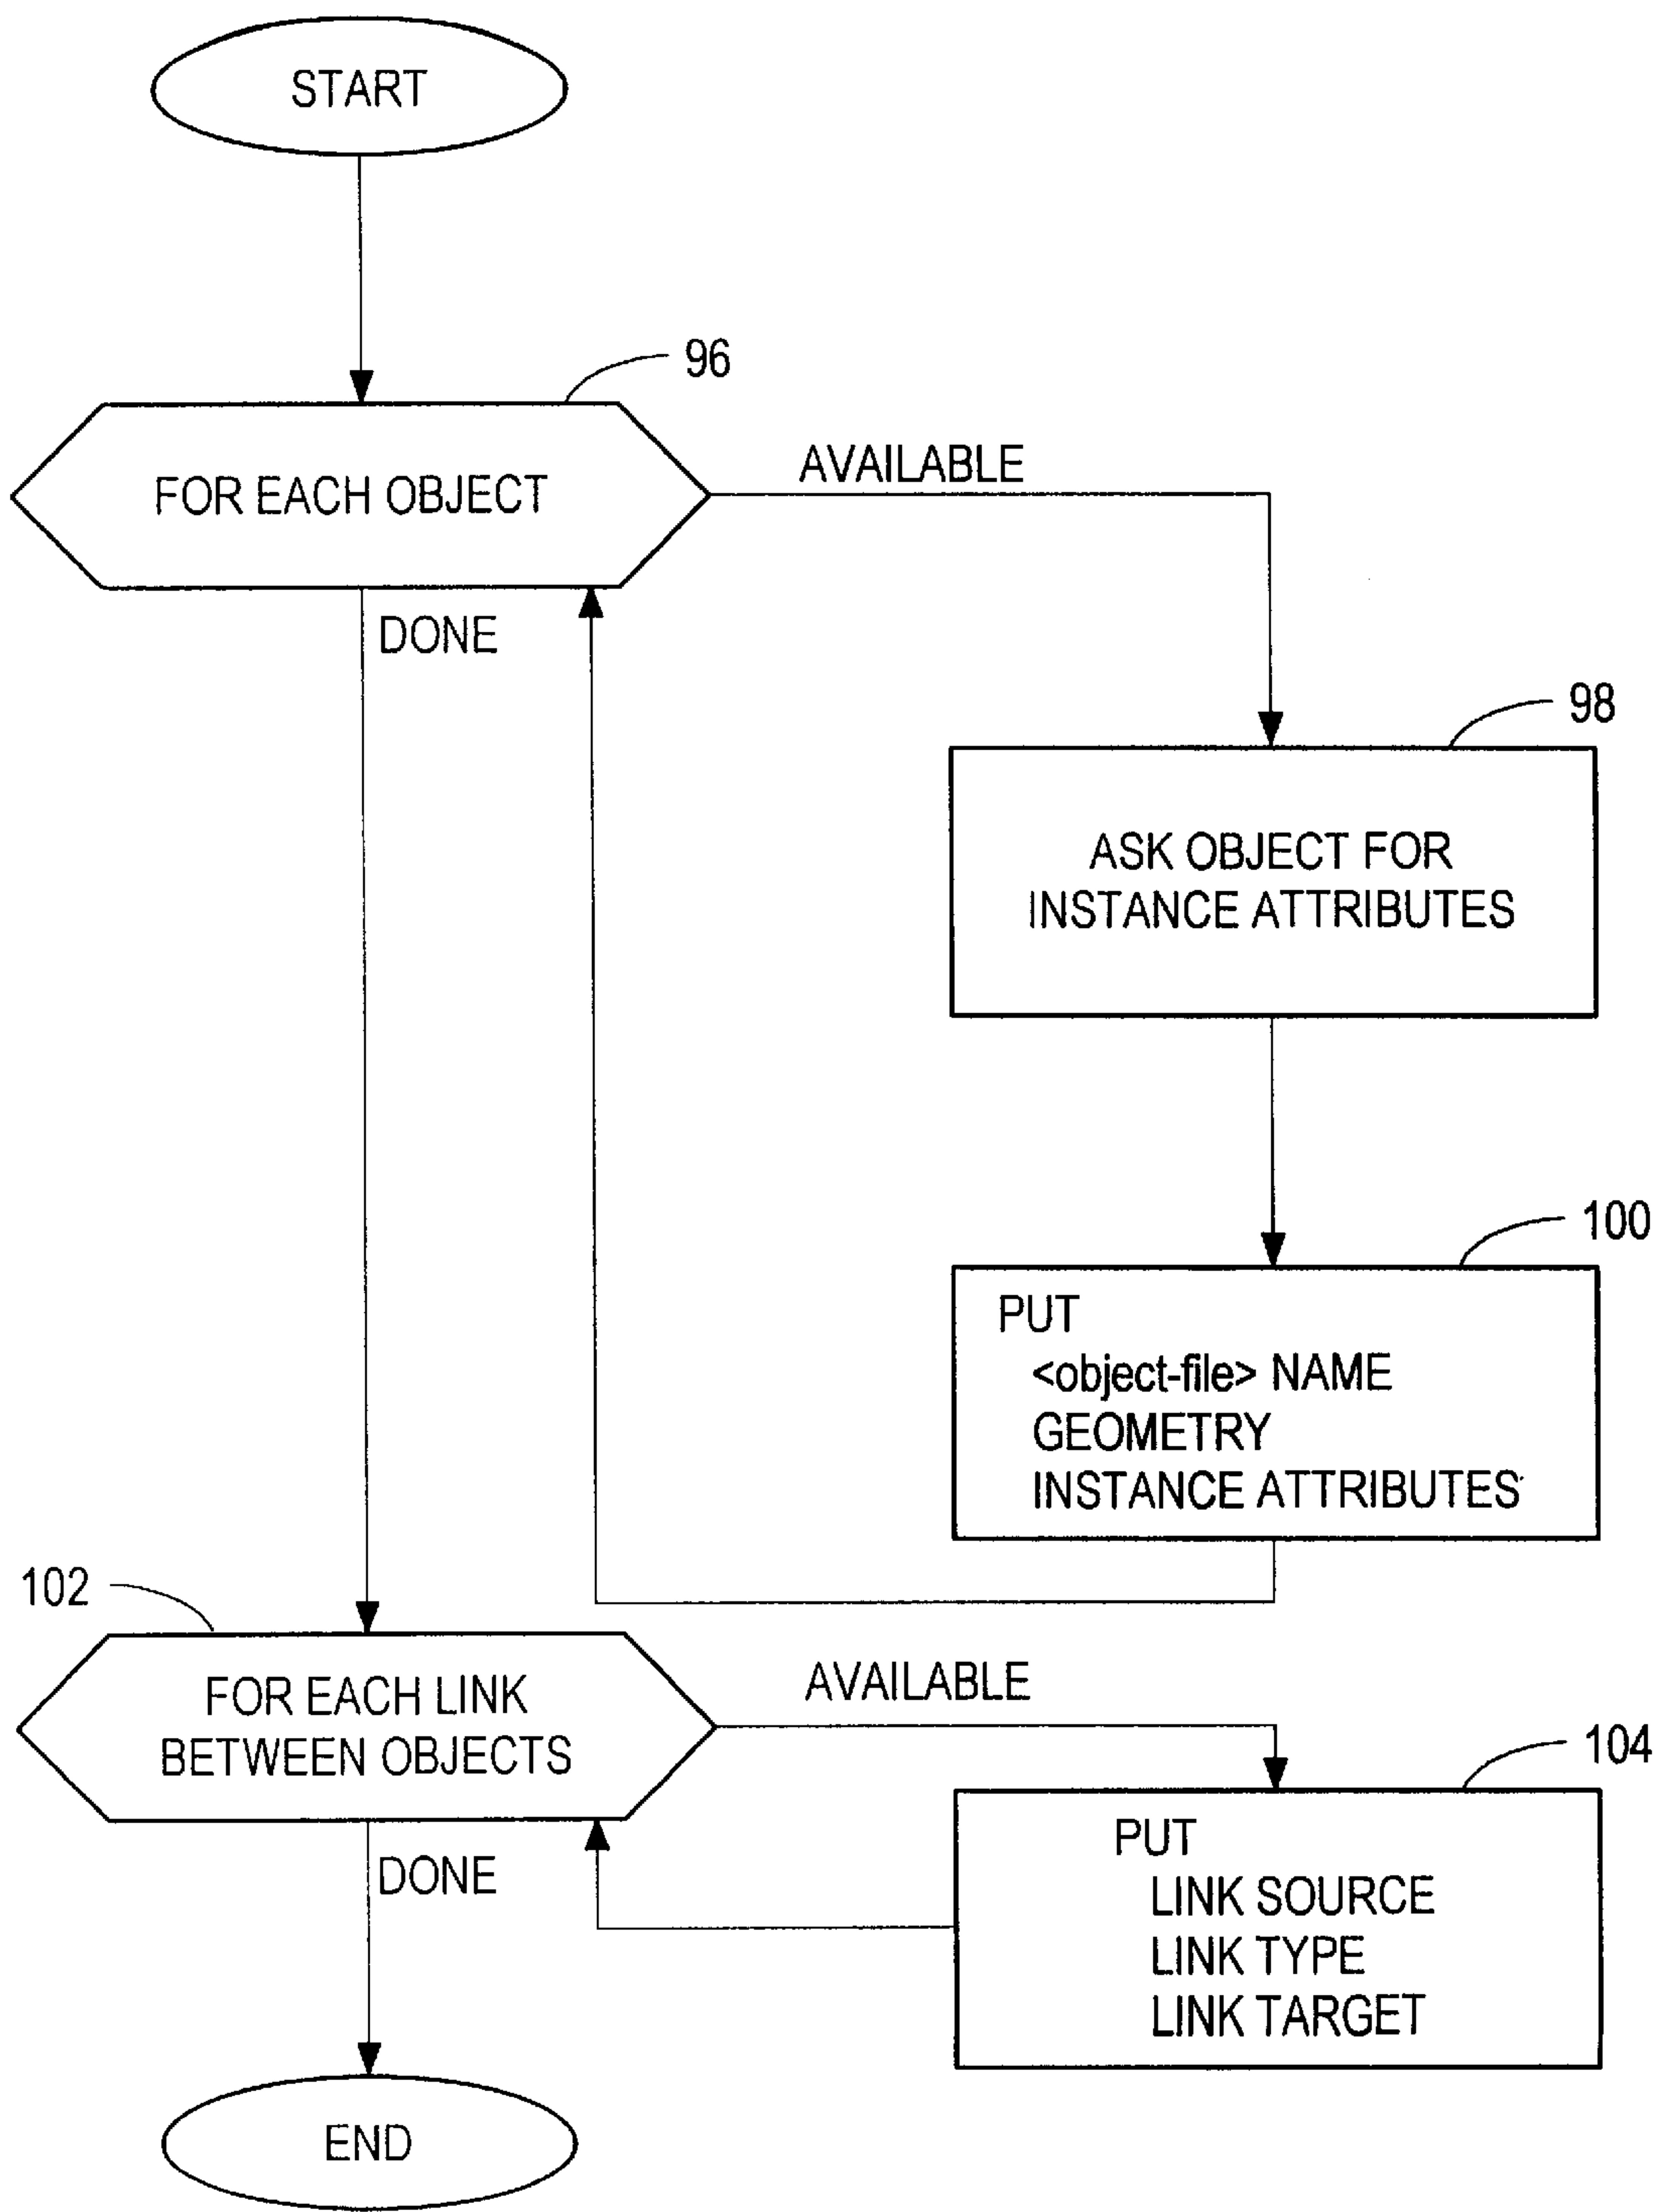 START
96
FOR EACH OBJECT
AVAILABLE
DONE
98
ASK OBJECT FOR
INSTANCE ATTRIBUTES
100
PUT
<object-file> NAME
GEOMETRY
INSTANCE ATTRIBUTES
102
FOR EACH LINK
BETWEEN OBJECTS
AVAILABLE
DONE
104
PUT
LINK SOURCE
LINK TYPE
LINK TARGET
END